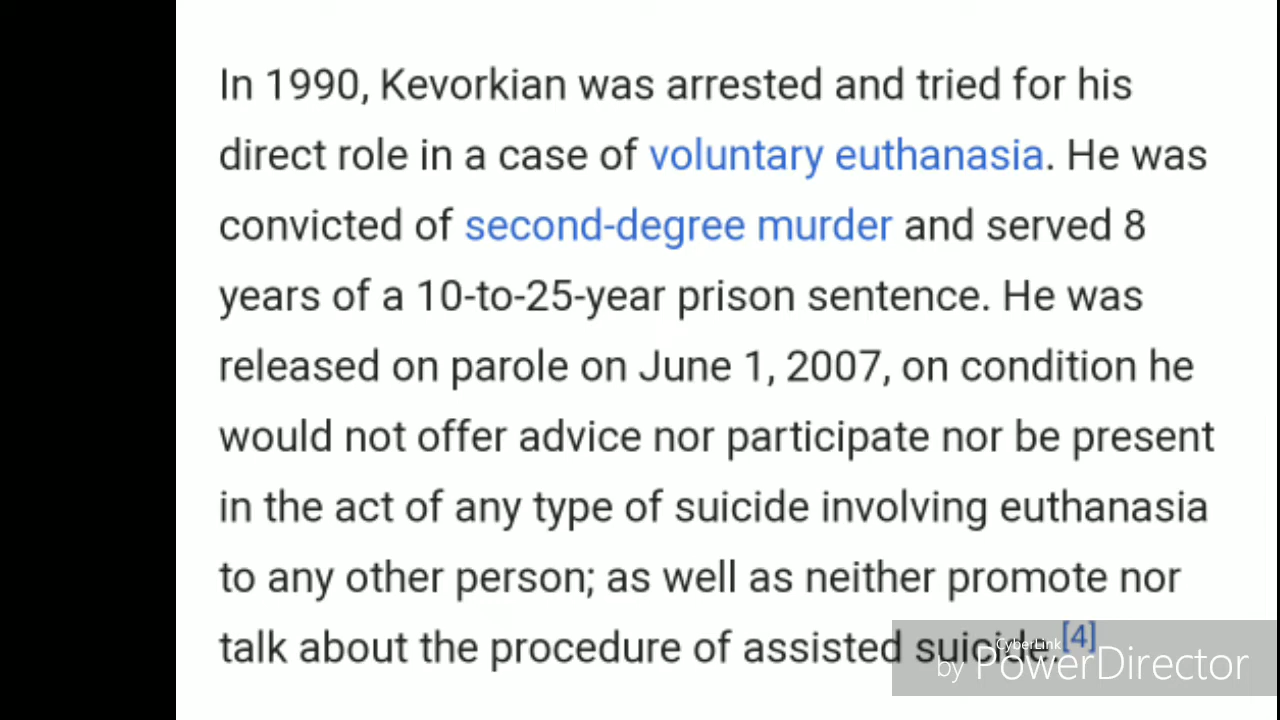 In 1990, Kevorkian was arrested and tried for his
direct role in a case of voluntary euthanasia. He was
convicted of second-degree murder and served 8
years of a 10-to-25-year prison sentence. He was
released on parole on June 1, 2007, on condition he
would not offer advice nor participate nor be present
in the act of any type of suicide involving euthanasia
to any other person; as well as neither promote nor
talk about the procedure of assisted suicide.[4]
CyberLink
by PowerDirector